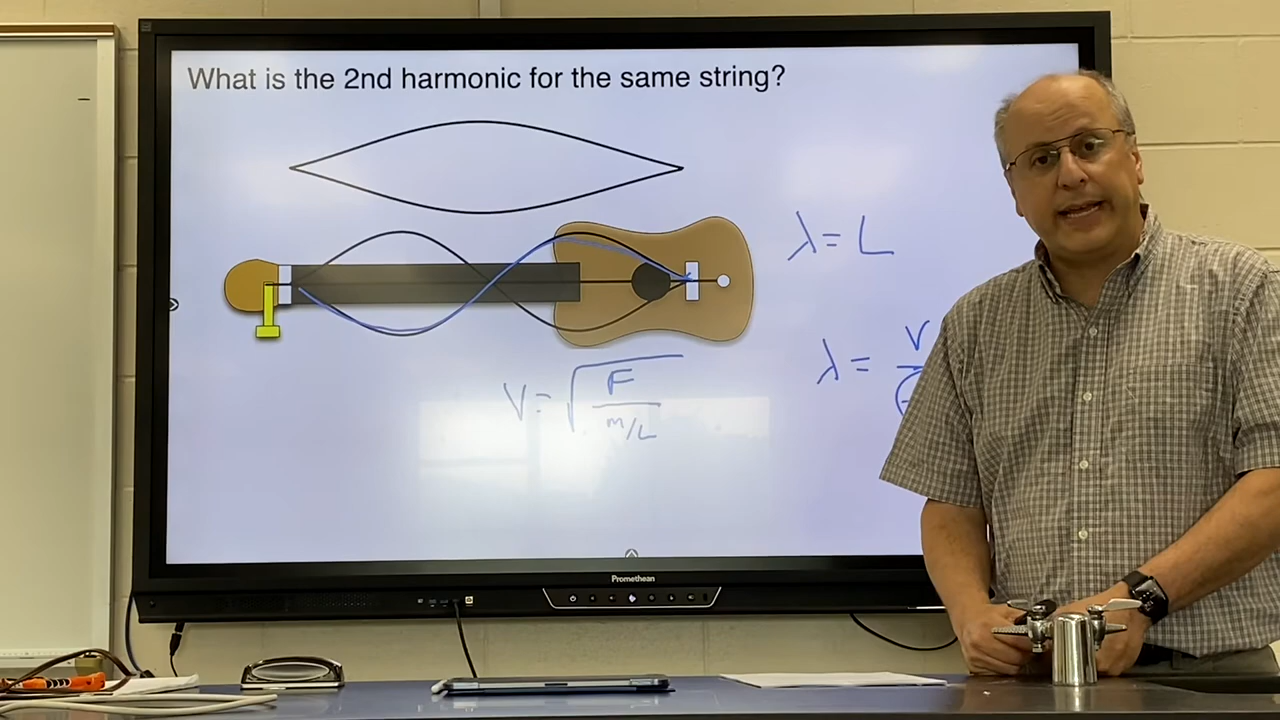 What is the 2nd harmonic for the same string?
λ = L
λ = V
V = √F
m/L
Promethean